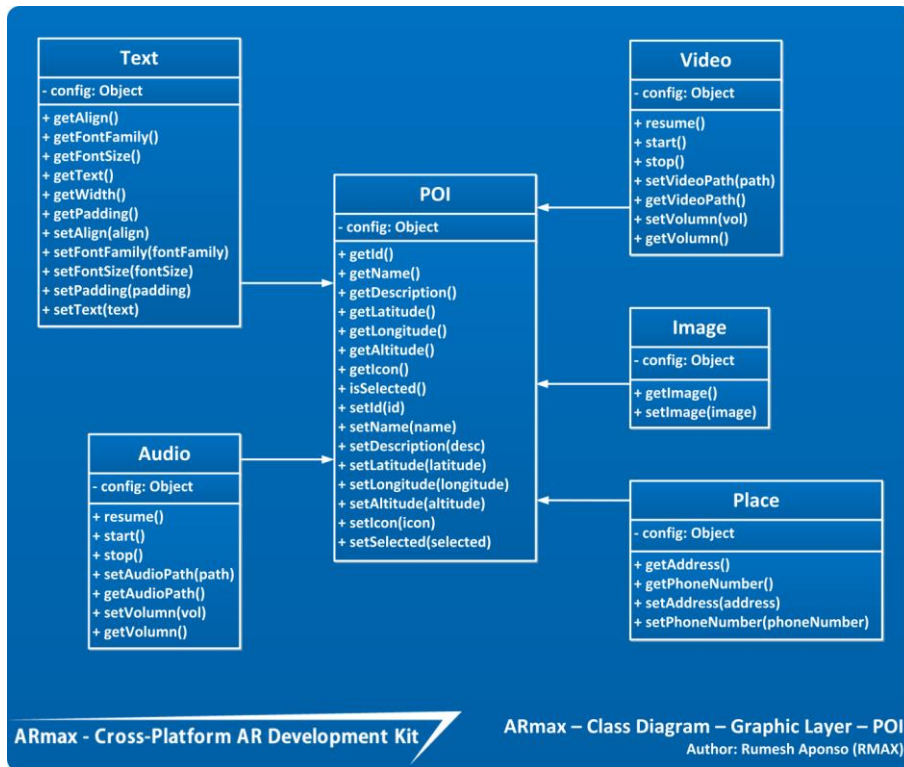 Text
- config: Object
+ getAlign()
+ getFontFamily()
+ getFontSize()
+ getText()
+ getWidth()
+ getPadding()
+ setAlign(align)
+ setFontFamily(fontFamily)
+ setFontSize(fontSize)
+ setPadding(padding)
+ setText(text)
Audio
- config: Object
+ resume()
+ start()
+ stop()
+ setAudioPath(path)
+ getAudioPath()
+ setVolumn(vol)
+ getVolumn()
POI
- config: Object
+ getId()
+ getName()
+ getDescription()
+ getLatitude()
+ getLongitude()
+ getAltitude()
+ getIcon()
+ isSelected()
+ setId(id)
+ setName(name)
+ setDescription(desc)
+ setLatitude(latitude)
+ setLongitude(longitude)
+ setAltitude(altitude)
+ setIcon(icon)
+ setSelected(selected)
Video
- config: Object
+ resume()
+ start()
+ stop()
+ setVideoPath(path)
+ getVideoPath()
+ setVolumn(vol)
+ getVolumn()
Image
- config: Object
+ getImage()
+ setImage(image)
Place
- config: Object
+ getAddress()
+ getPhoneNumber()
+ setAddress(address)
+ setPhoneNumber(phoneNumber)
ARmax - Cross-Platform AR Development Kit
ARmax – Class Diagram – Graphic Layer – POI
Author: Rumesh Aponso (RMAX)